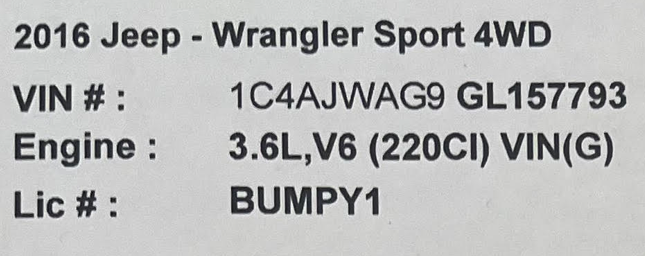 2016 Jeep - Wrangler Sport 4WD
VIN # : 1C4AJWAG9 GL157793
Engine : 3.6L,V6 (220CI) VIN(G)
Lic # : BUMPY1